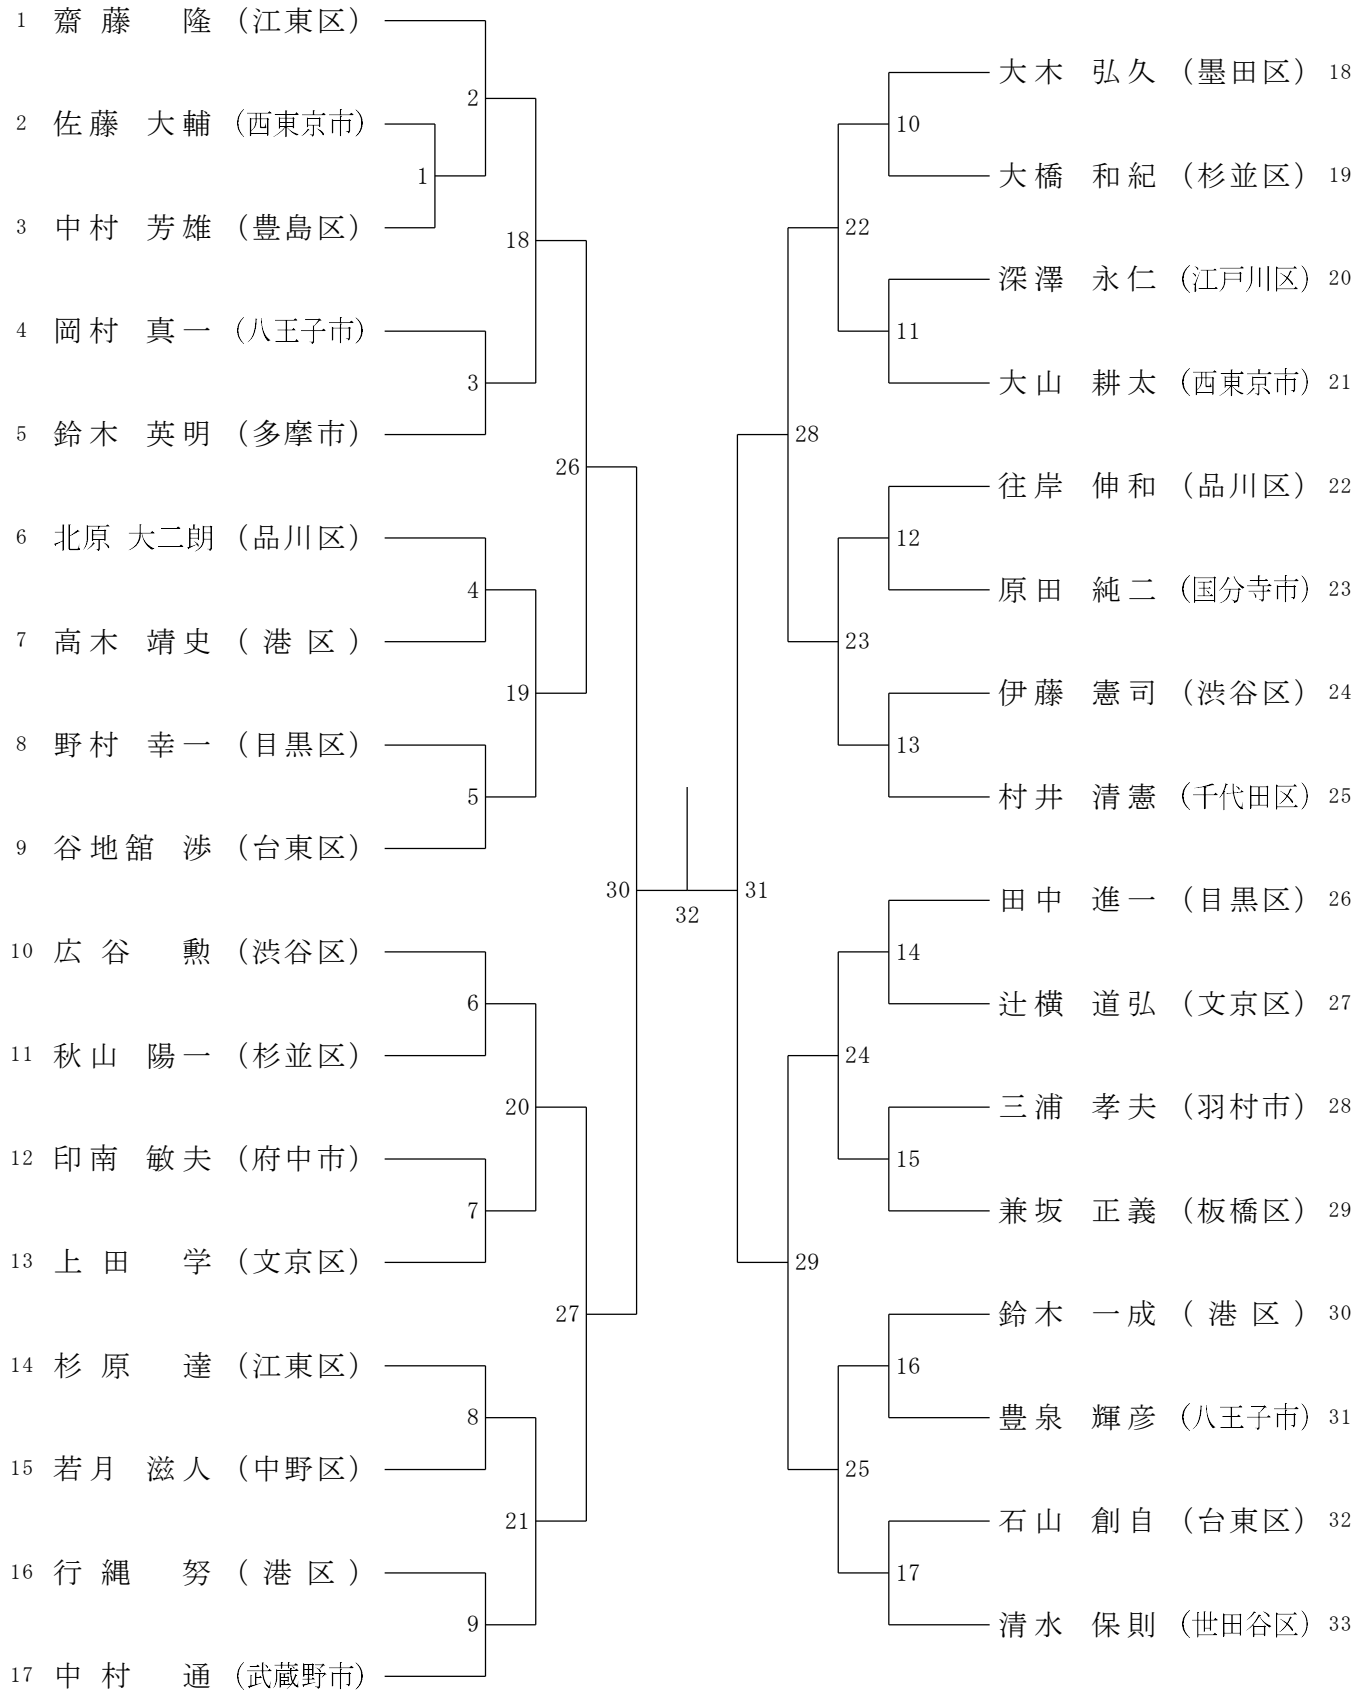 1 齋藤 隆 (江東区)
2 佐藤 大輔 (西東京市)
3 中村 芳雄 (豊島区)
4 岡村 真一 (八王子市)
5 鈴木 英明 (多摩市)
6 北原 大二朗 (品川区)
7 高木 靖史 (港区)
8 野村 幸一 (目黒区)
9 谷地舘 渉 (台東区)
10 広谷 勲 (渋谷区)
11 秋山 陽一 (杉並区)
12 印南 敏夫 (府中市)
13 上田 学 (文京区)
14 杉原 達 (江東区)
15 若月 滋人 (中野区)
16 行縄 努 (港区)
17 中村 通 (武蔵野市)
1
2
3
4
5
6
7
8
9
18
19
20
21
26
27
30
32
31
28
29
22
23
24
25
10
11
12
13
14
15
16
17
大木 弘久 (墨田区) 18
大橋 和紀 (杉並区) 19
深澤 永仁 (江戸川区) 20
大山 耕太 (西東京市) 21
往岸 伸和 (品川区) 22
原田 純二 (国分寺市) 23
伊藤 憲司 (渋谷区) 24
村井 清憲 (千代田区) 25
田中 進一 (目黒区) 26
辻横 道弘 (文京区) 27
三浦 孝夫 (羽村市) 28
兼坂 正義 (板橋区) 29
鈴木 一成 (港区) 30
豊泉 輝彦 (八王子市) 31
石山 創自 (台東区) 32
清水 保則 (世田谷区) 33